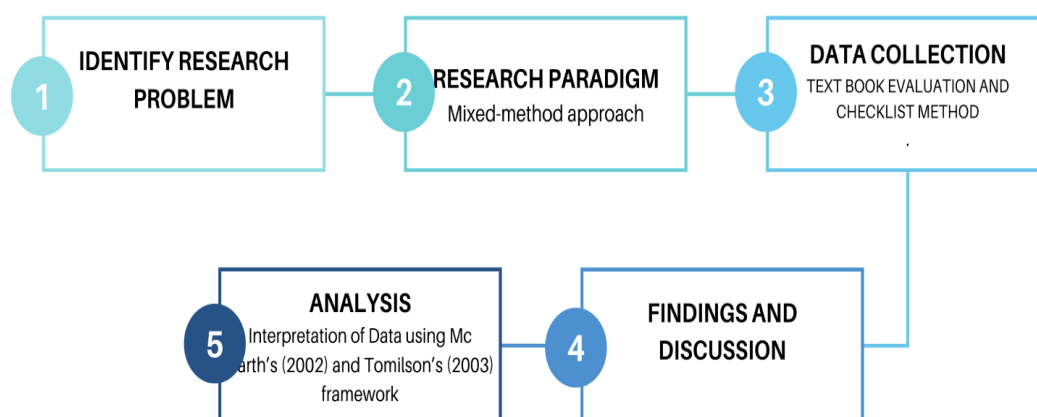 1
IDENTIFY RESEARCH
PROBLEM
2
RESEARCH PARADIGM
Mixed-method approach
3
DATA COLLECTION
TEXT BOOK EVALUATION AND
CHECKLIST METHOD
.
4
FINDINGS AND
DISCUSSION
5
ANALYSIS
Interpretation of Data using Mc
arth's (2002) and Tomilson's (2003)
framework